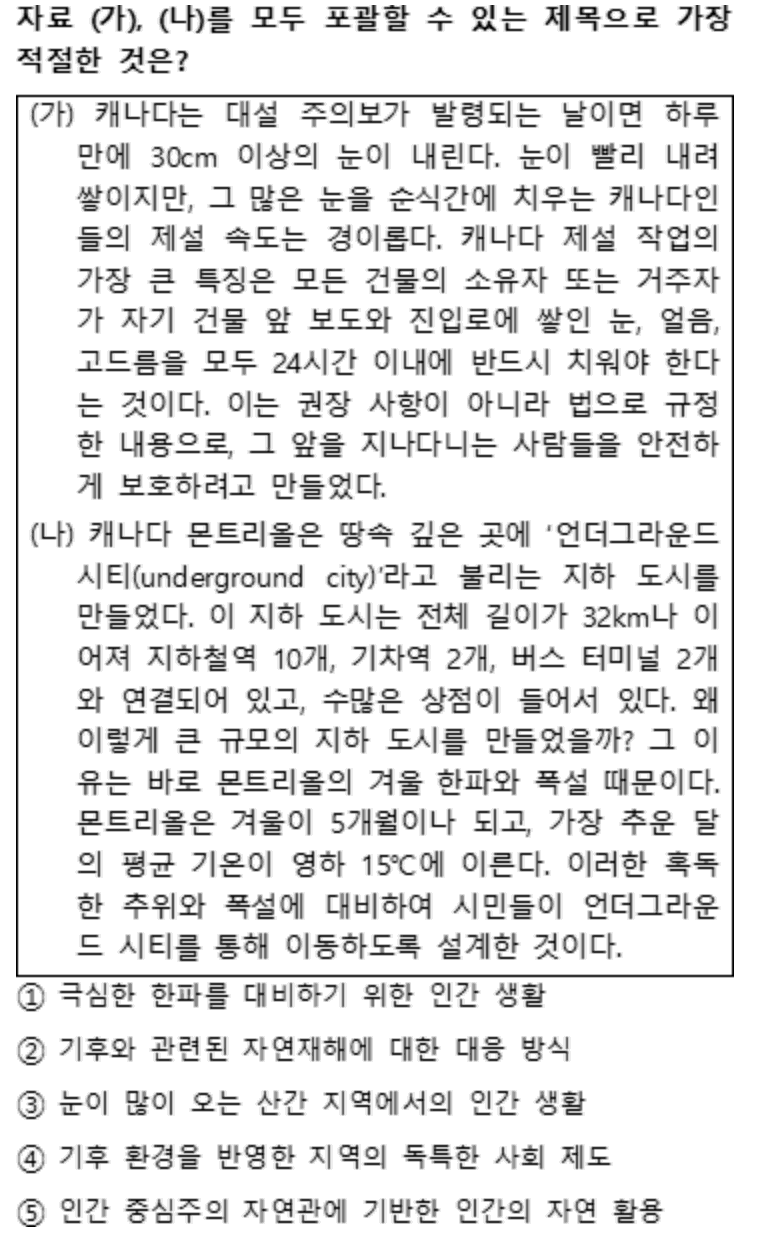 자료 (가), (나)를 모두 포괄할 수 있는 제목으로 가장
적절한 것은?
(가) 캐나다는 대설 주의보가 발령되는 날이면 하루
만에 30cm 이상의 눈이 내린다. 눈이 빨리 내려
쌓이지만, 그 많은 눈을 순식간에 치우는 캐나다인
들의 제설 속도는 경이롭다. 캐나다 제설 작업의
가장 큰 특징은 모든 건물의 소유자 또는 거주자
가 자기 건물 앞 보도와 진입로에 쌓인 눈, 얼음,
고드름을 모두 24시간 이내에 반드시 치워야 한다
는 것이다. 이는 권장 사항이 아니라 법으로 규정
한 내용으로, 그 앞을 지나다니는 사람들을 안전하
게 보호하려고 만들었다.
(나) 캐나다 몬트리올은 땅속 깊은 곳에 ‘언더그라운드
시티(underground city)’라고 불리는 지하 도시를
만들었다. 이 지하 도시는 전체 길이가 32km나 이
어져 지하철역 10개, 기차역 2개, 버스 터미널 2개
와 연결되어 있고, 수많은 상점이 들어서 있다. 왜
이렇게 큰 규모의 지하 도시를 만들었을까? 그 이
유는 바로 몬트리올의 겨울 한파와 폭설 때문이다.
몬트리올은 겨울이 5개월이나 되고, 가장 추운 달
의 평균 기온이 영하 15℃에 이른다. 이러한 혹독
한 추위와 폭설에 대비하여 시민들이 언더그라운
드 시티를 통해 이동하도록 설계한 것이다.
① 극심한 한파를 대비하기 위한 인간 생활
② 기후와 관련된 자연재해에 대한 대응 방식
③ 눈이 많이 오는 산간 지역에서의 인간 생활
④ 기후 환경을 반영한 지역의 독특한 사회 제도
⑤ 인간 중심주의 자연관에 기반한 인간의 자연 활용